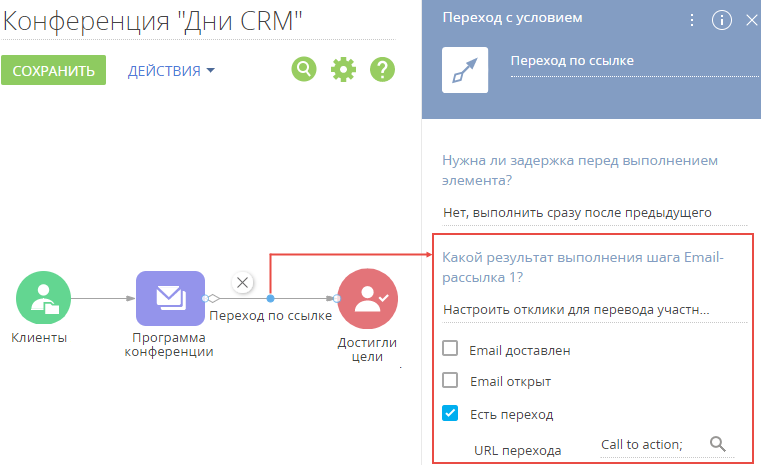 Конференция "Дни CRM"
СОХРАНИТЬ
ДЕЙСТВИЯ
Клиенты
Программа
конференции
Переход по ссылке
Достигли
цели
Переход с условием
Переход по ссылке
Нужна ли задержка перед выполнением
элемента?
Нет, выполнить сразу после предыдущего
Какой результат выполнения шага Email-
рассылка 1?
Настроить отклики для перевода участн...
Email доставлен
Email открыт
Есть переход
URL перехода
Call to action;